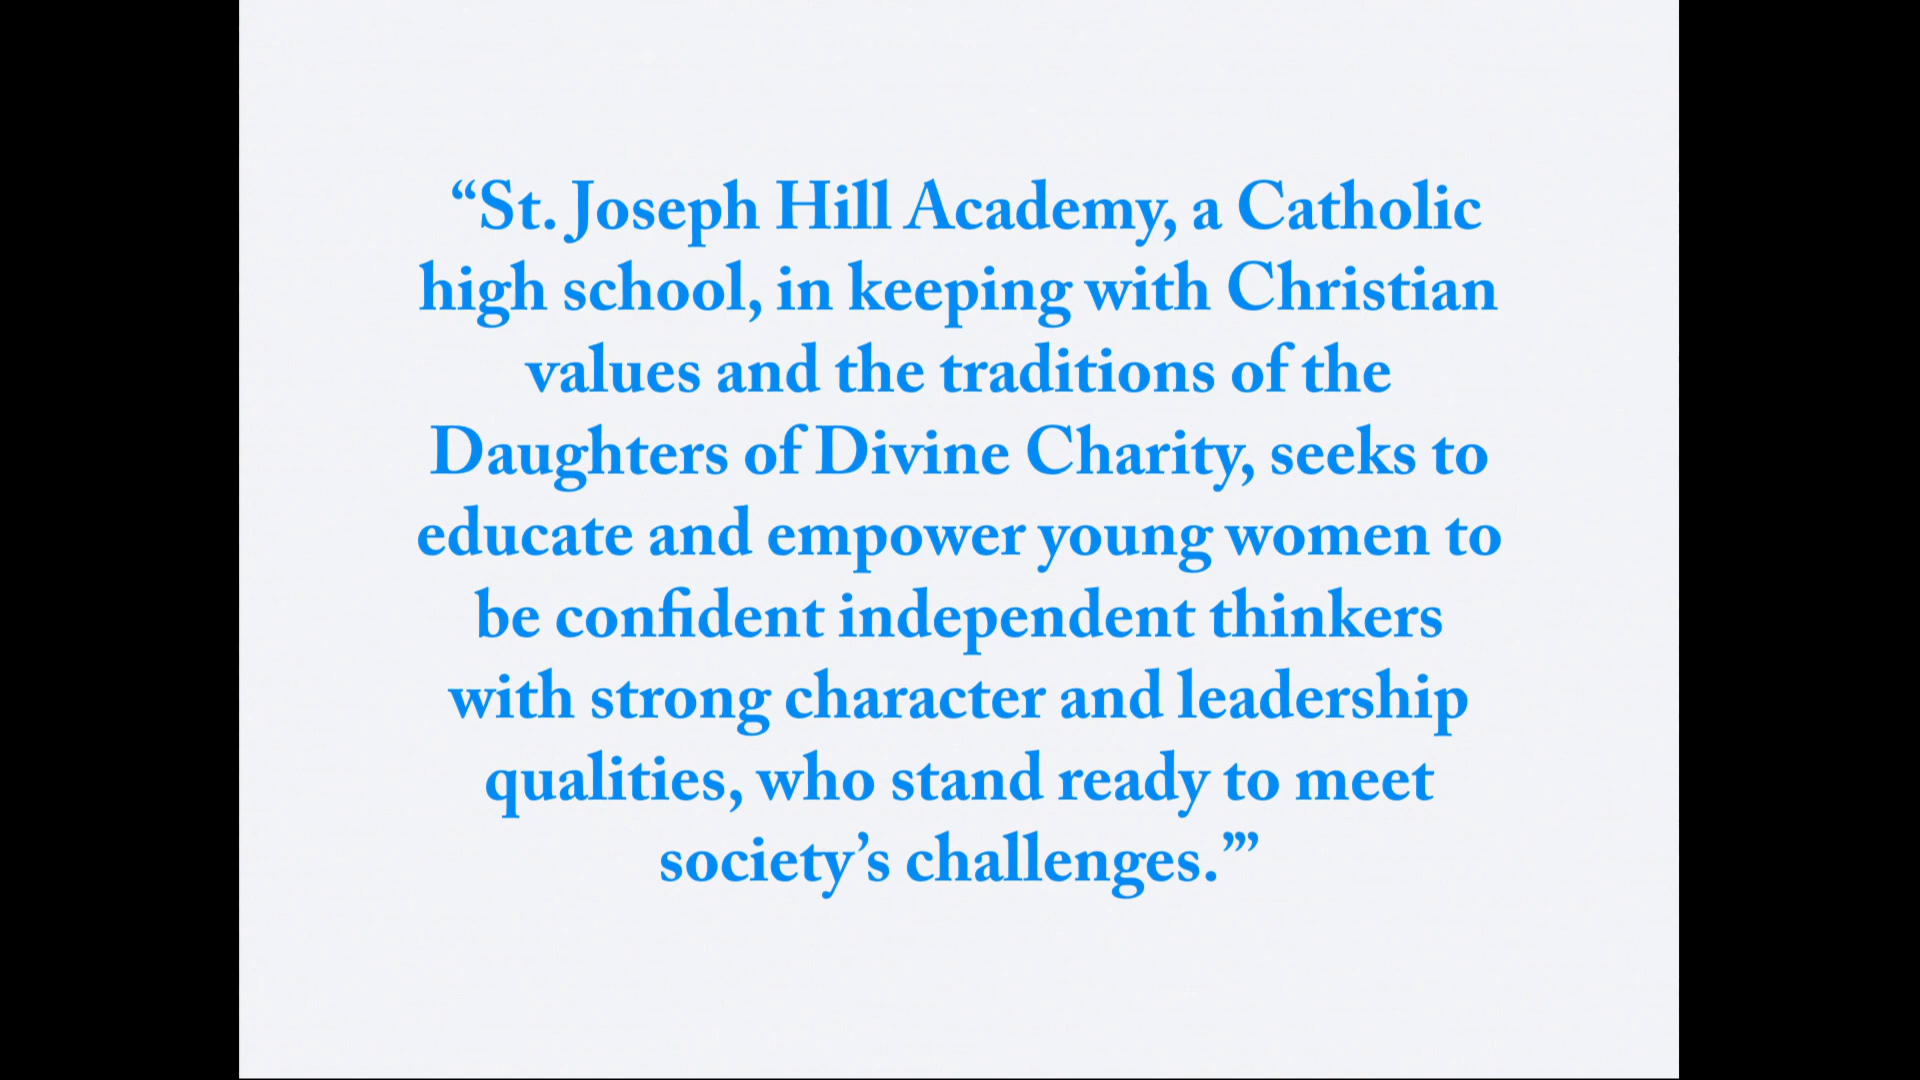 “St. Joseph Hill Academy, a Catholic
high school, in keeping with Christian
values and the traditions of the
Daughters of Divine Charity, seeks to
educate and empower young women to
be confident independent thinkers
with strong character and leadership
qualities, who stand ready to meet
society’s challenges.”’